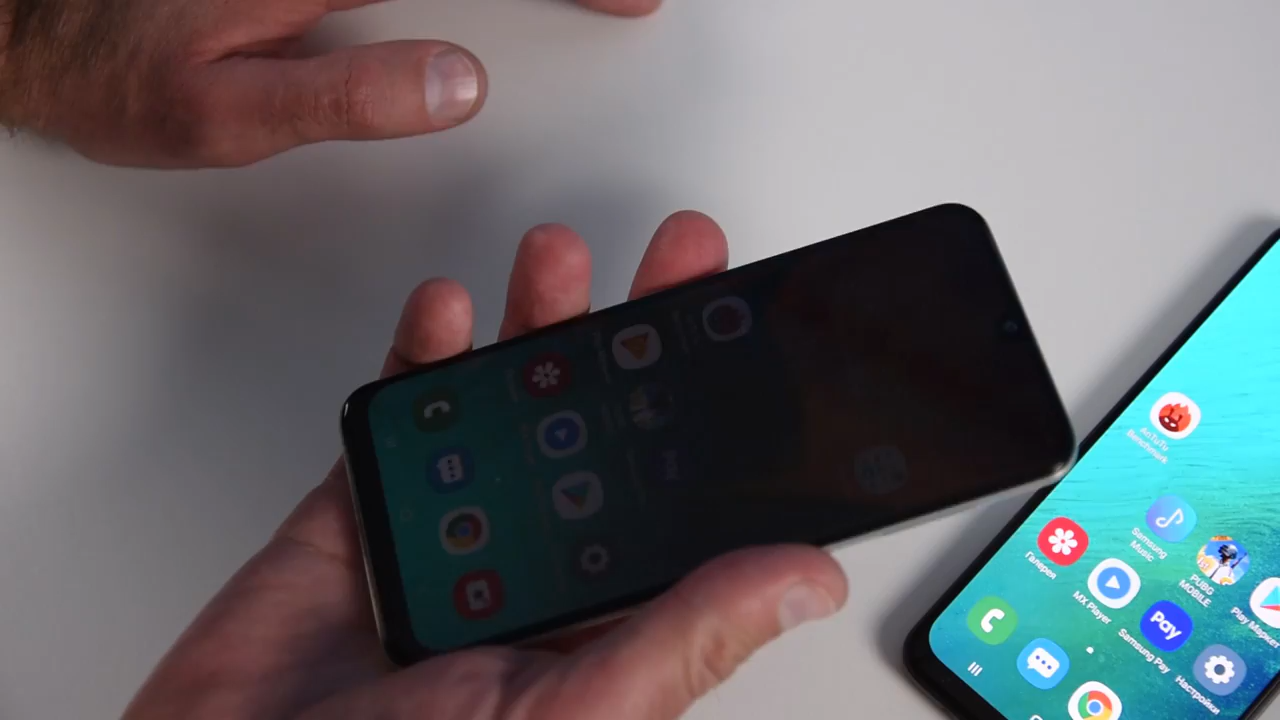 AnTuTu
Benchmark
Samsung
Music
Галерея
PUBG
MOBILE
MX Player
Play Маркет
Pay
Samsung Pay
Настройки